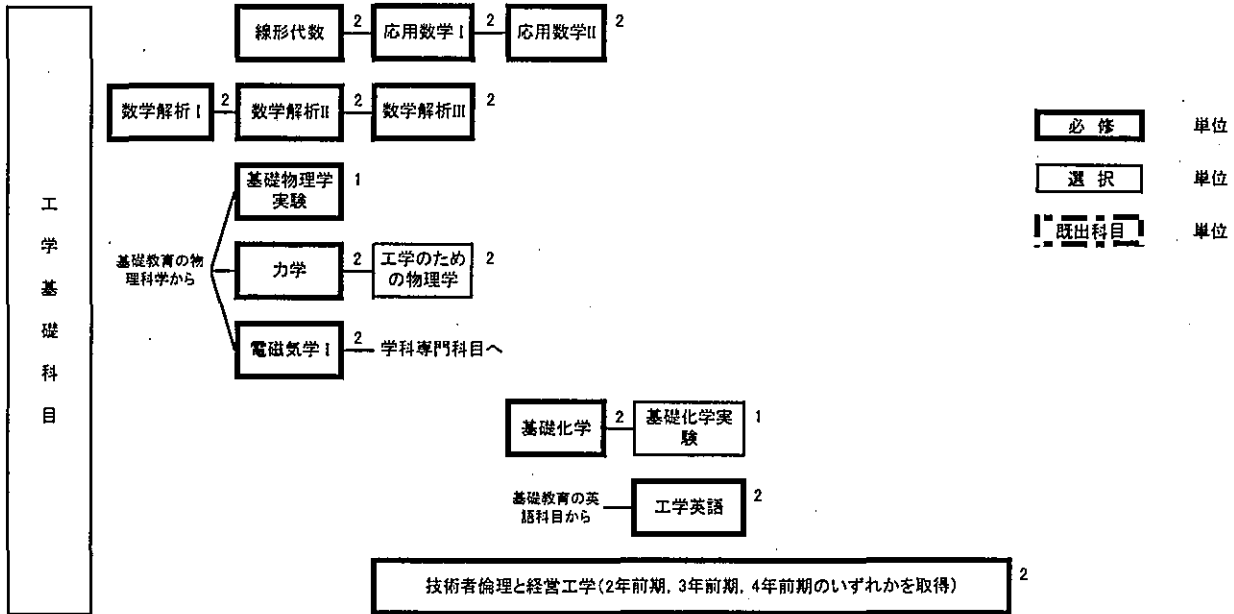 線形代数 2 応用数学 I 2 応用数学II 2
数学解析 I 2 数学解析II 2 数学解析III 2
必 修 単位
選 択 単位
既出科目 単位
工学基礎科目
基礎物理学
実験
1
基礎教育の物
理科学から
力学 2
工学のため
の物理学
2
電磁気学 I 2 学科専門科目へ
基礎化学 2
基礎化学実
験
1
基礎教育の英
語科目から
工学英語 2
技術者倫理と経営工学(2年前期, 3年前期, 4年前期のいずれかを取得) 2